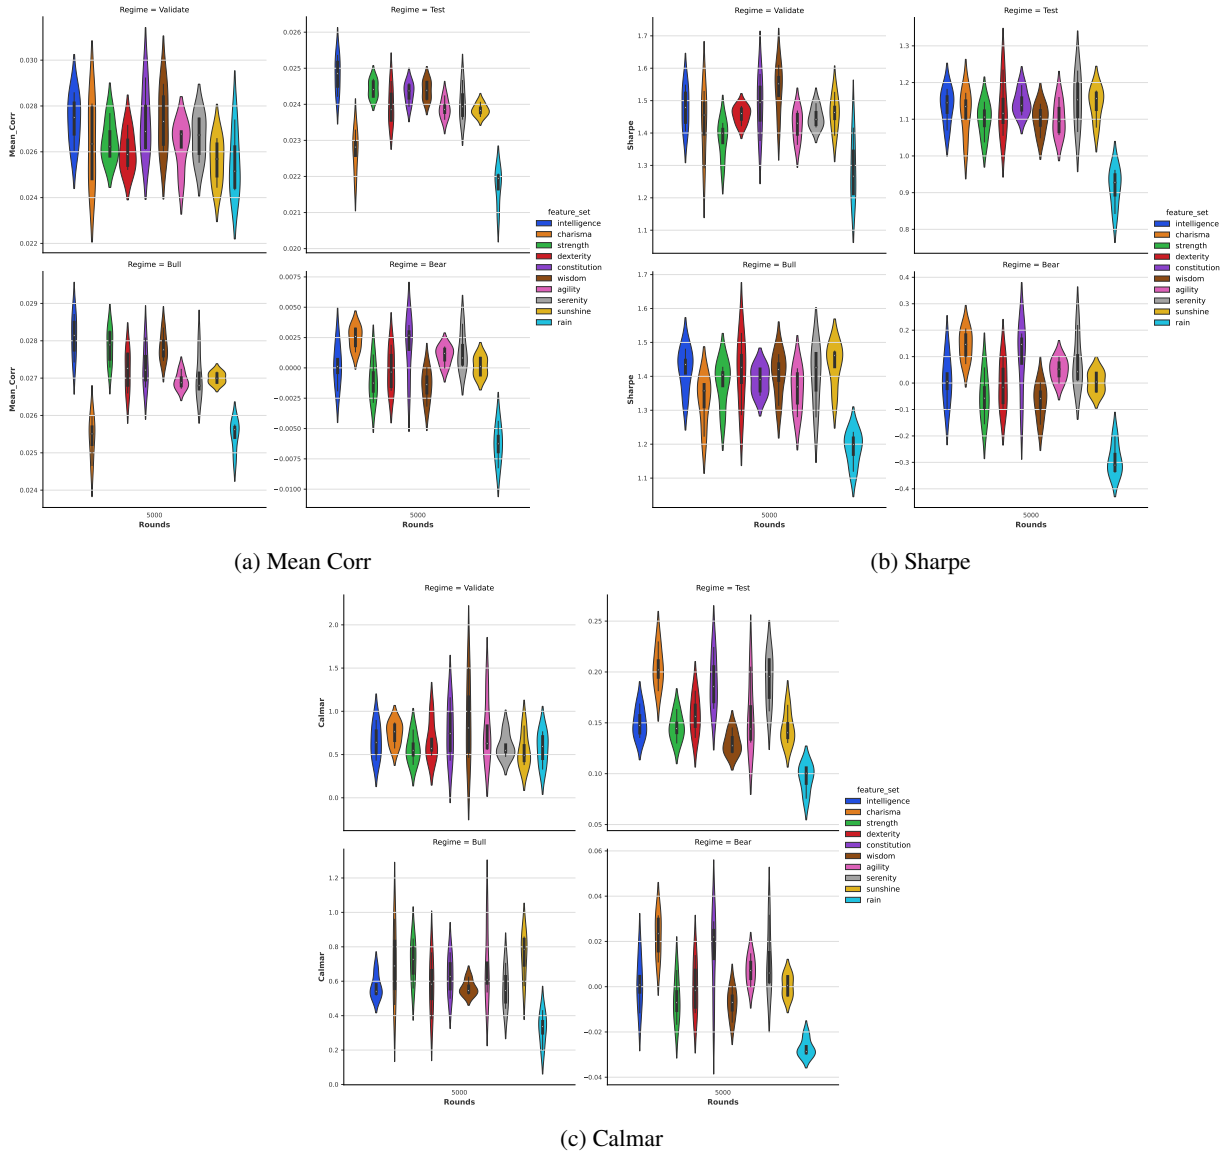 Regime = Validate
Regime = Test
0.030
0.028
0.026
0.024
0.022
Mean_Corr
0.026
0.025
0.024
0.023
0.022
0.021
0.020
Regime = Bull
Regime = Bear
0.029
0.028
0.027
0.026
0.025
0.024
Mean_Corr
0.0075
0.0050
0.0025
0.0000
−0.0025
−0.0050
−0.0075
−0.0100
5000
Rounds
5000
Rounds
feature_set
intelligence
charisma
strength
dexterity
constitution
wisdom
agility
serenity
sunshine
rain
(a) Mean Corr
Regime = Validate
Regime = Test
1.7
1.6
1.5
1.4
1.3
1.2
1.1
Sharpe
1.3
1.2
1.1
1.0
0.9
0.8
Regime = Bull
Regime = Bear
1.7
1.6
1.5
1.4
1.3
1.2
1.1
Sharpe
0.4
0.3
0.2
0.1
0.0
−0.1
−0.2
−0.3
−0.4
5000
Rounds
5000
Rounds
feature_set
intelligence
charisma
strength
dexterity
constitution
wisdom
agility
serenity
sunshine
rain
(b) Sharpe
Regime = Validate
Regime = Test
2.0
1.5
1.0
0.5
0.0
Calmar
0.25
0.20
0.15
0.10
0.05
Regime = Bull
Regime = Bear
1.2
1.0
0.8
0.6
0.4
0.2
0.0
Calmar
0.06
0.04
0.02
0.00
−0.02
−0.04
5000
Rounds
5000
Rounds
feature_set
intelligence
charisma
strength
dexterity
constitution
wisdom
agility
serenity
sunshine
rain
(c) Calmar